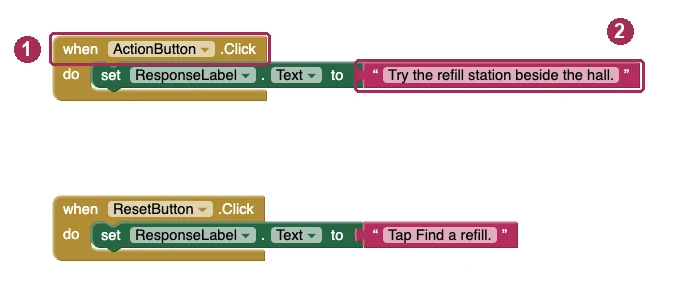 2
1
when ActionButton .Click
do set ResponseLabel . Text to “ Try the refill station beside the hall. ”
when ResetButton .Click
do set ResponseLabel . Text to “ Tap Find a refill. ”